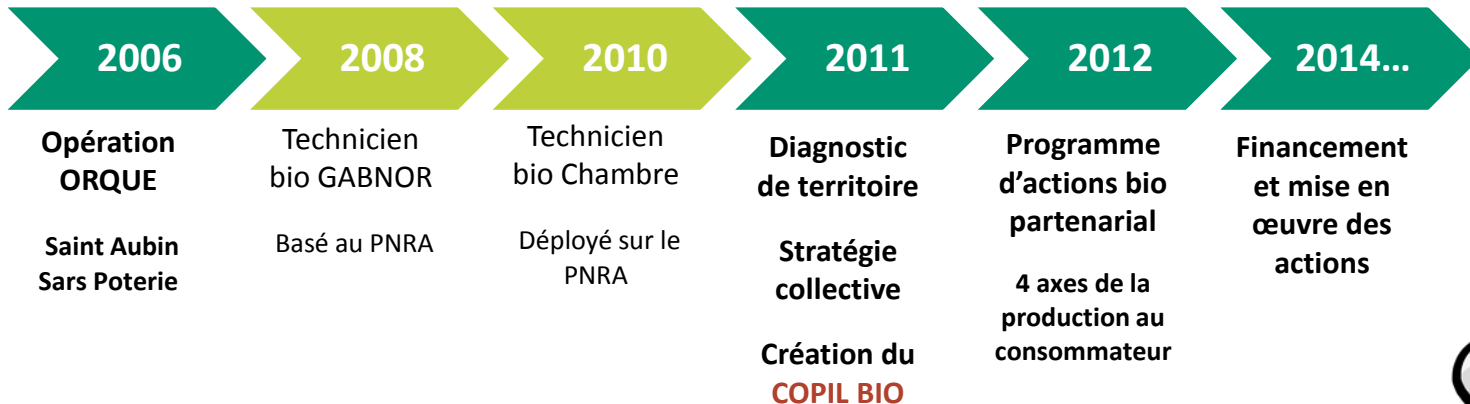 2006
Opération
ORQUE
Saint Aubin
Sars Poterie
2008
Technicien
bio GABNOR
Basé au PNRA
2010
Technicien
bio Chambre
Déployé sur le
PNRA
2011
Diagnostic
de territoire
Stratégie
collective
Création du
COPIL BIO
2012
Programme
d’actions bio
partenarial
4 axes de la
production au
consommateur
2014…
Financement
et mise en
œuvre des
actions